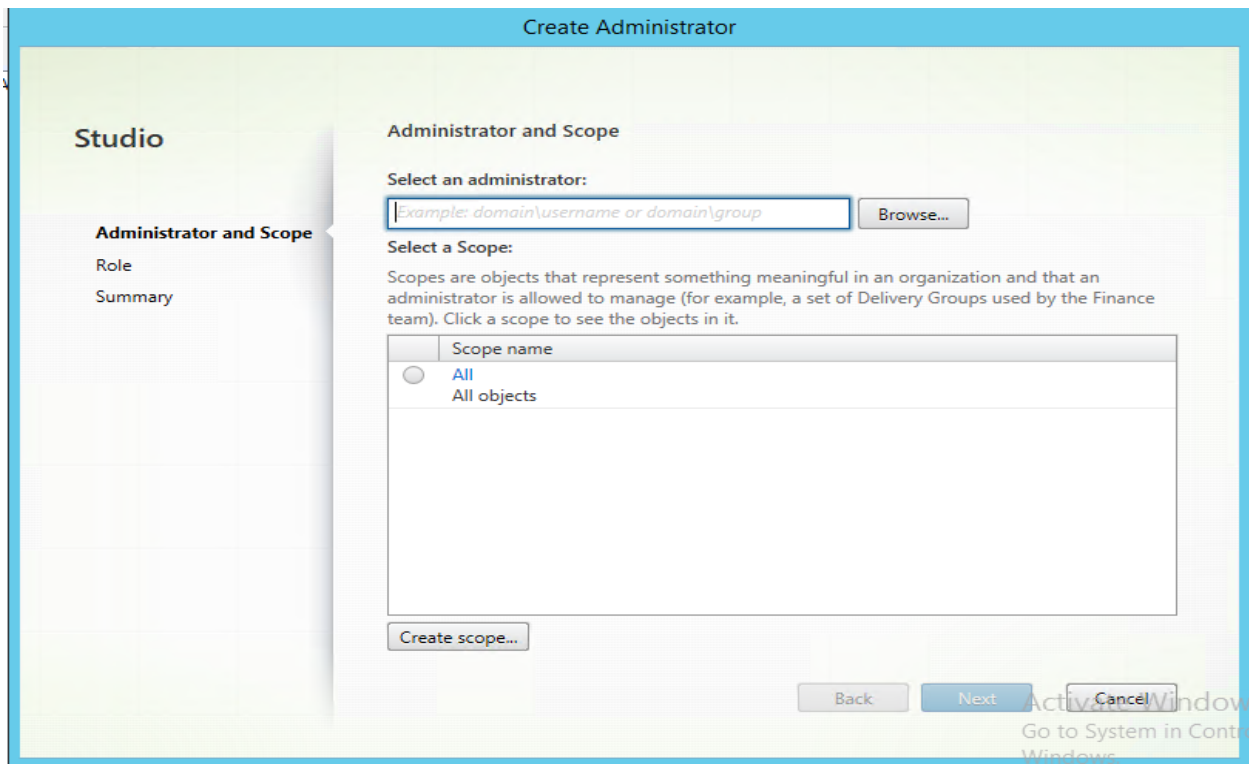 Create Administrator
Studio
Administrator and Scope
Role
Summary
Administrator and Scope
Select an administrator:
Example: domain\username or domain\group
Browse...
Select a Scope:
Scopes are objects that represent something meaningful in an organization and that an
administrator is allowed to manage (for example, a set of Delivery Groups used by the Finance
team). Click a scope to see the objects in it.
Scope name
All
All objects
Create scope...
Back
Next
Cancel
Activate Window
Go to System in Contr
Windows